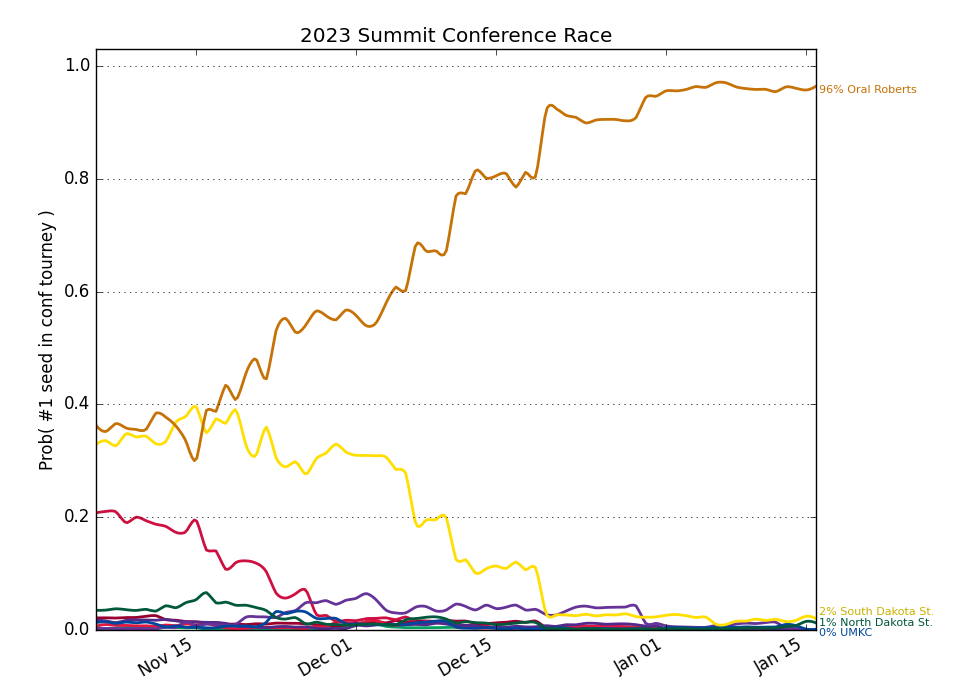 2023 Summit Conference Race
Prob( #1 seed in conf tourney )
1.0
0.8
0.6
0.4
0.2
0.0
96% Oral Roberts
2% South Dakota St.
1% North Dakota St.
0% UMKC
Nov 15
Dec 01
Dec 15
Jan 01
Jan 15